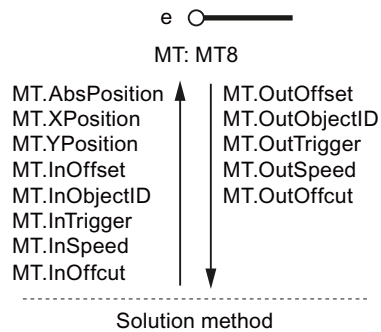 e
MT: MT8
MT.AbsPosition
MT.XPosition
MT.YPosition
MT.InOffset
MT.InObjectID
MT.InTrigger
MT.InSpeed
MT.InOffcut
MT.OutOffset
MT.OutObjectID
MT.OutTrigger
MT.OutSpeed
MT.OutOffcut
Solution method